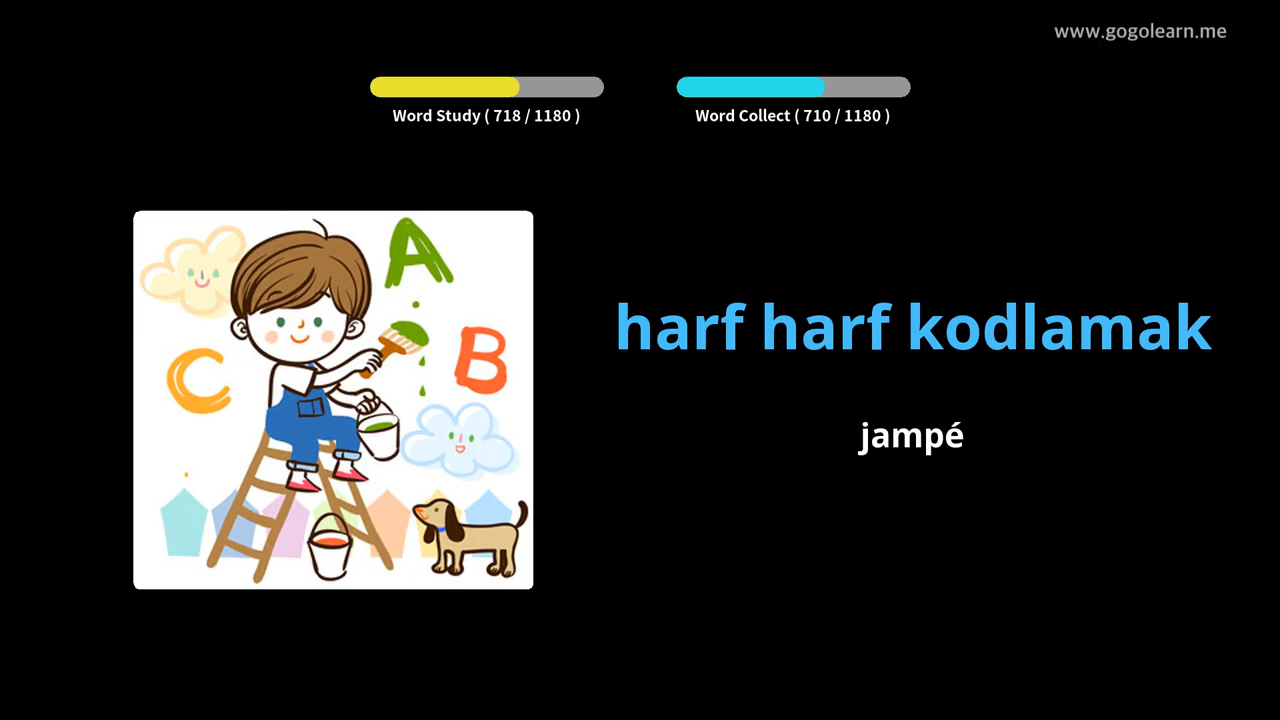 www.gogolearn.me
Word Study ( 718 / 1180 )
Word Collect ( 710 / 1180 )
A
B
C
harf harf kodlamak
jampé